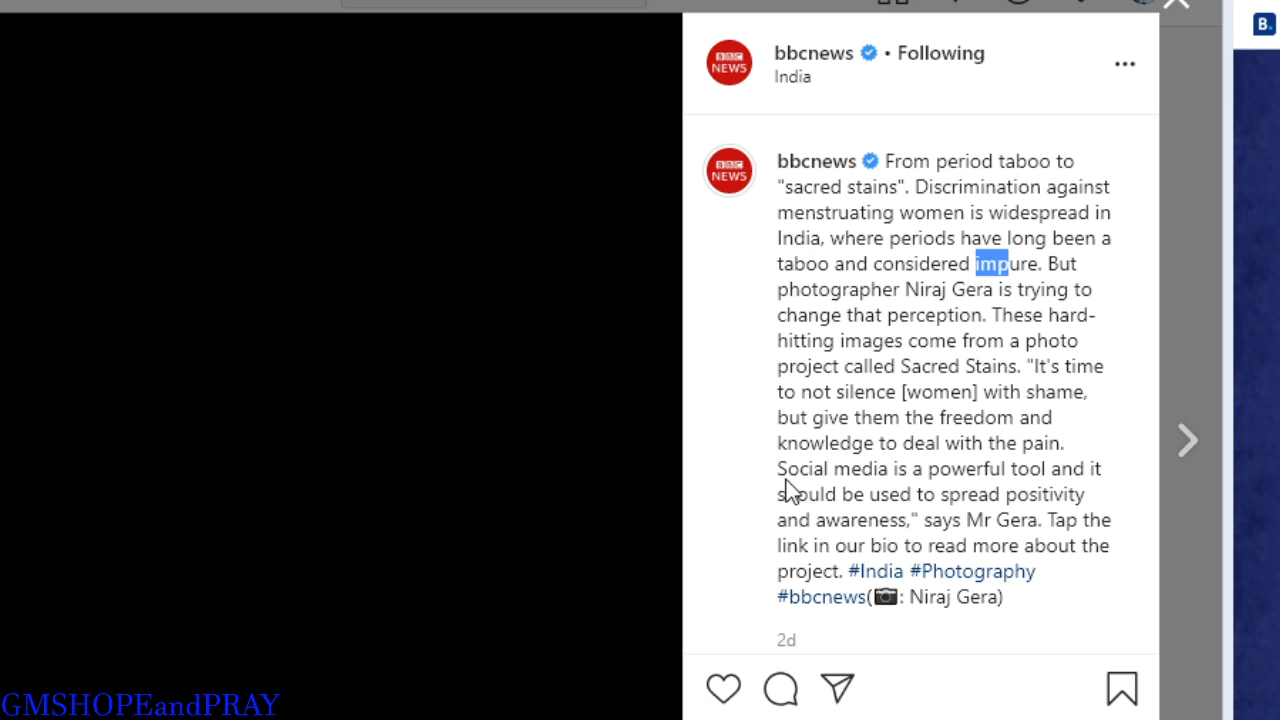 B.
bbcnews • Following
India
BBC
NEWS
BBC
NEWS
bbcnews From period taboo to
"sacred stains". Discrimination against
menstruating women is widespread in
India, where periods have long been a
taboo and considered impure. But
photographer Niraj Gera is trying to
change that perception. These hard-
hitting images come from a photo
project called Sacred Stains. "It's time
to not silence [women] with shame,
but give them the freedom and
knowledge to deal with the pain.
Social media is a powerful tool and it
should be used to spread positivity
and awareness," says Mr Gera. Tap the
link in our bio to read more about the
project. #India #Photography
#bbcnews(📷: Niraj Gera)
2d
GMSHOPEandPRAY